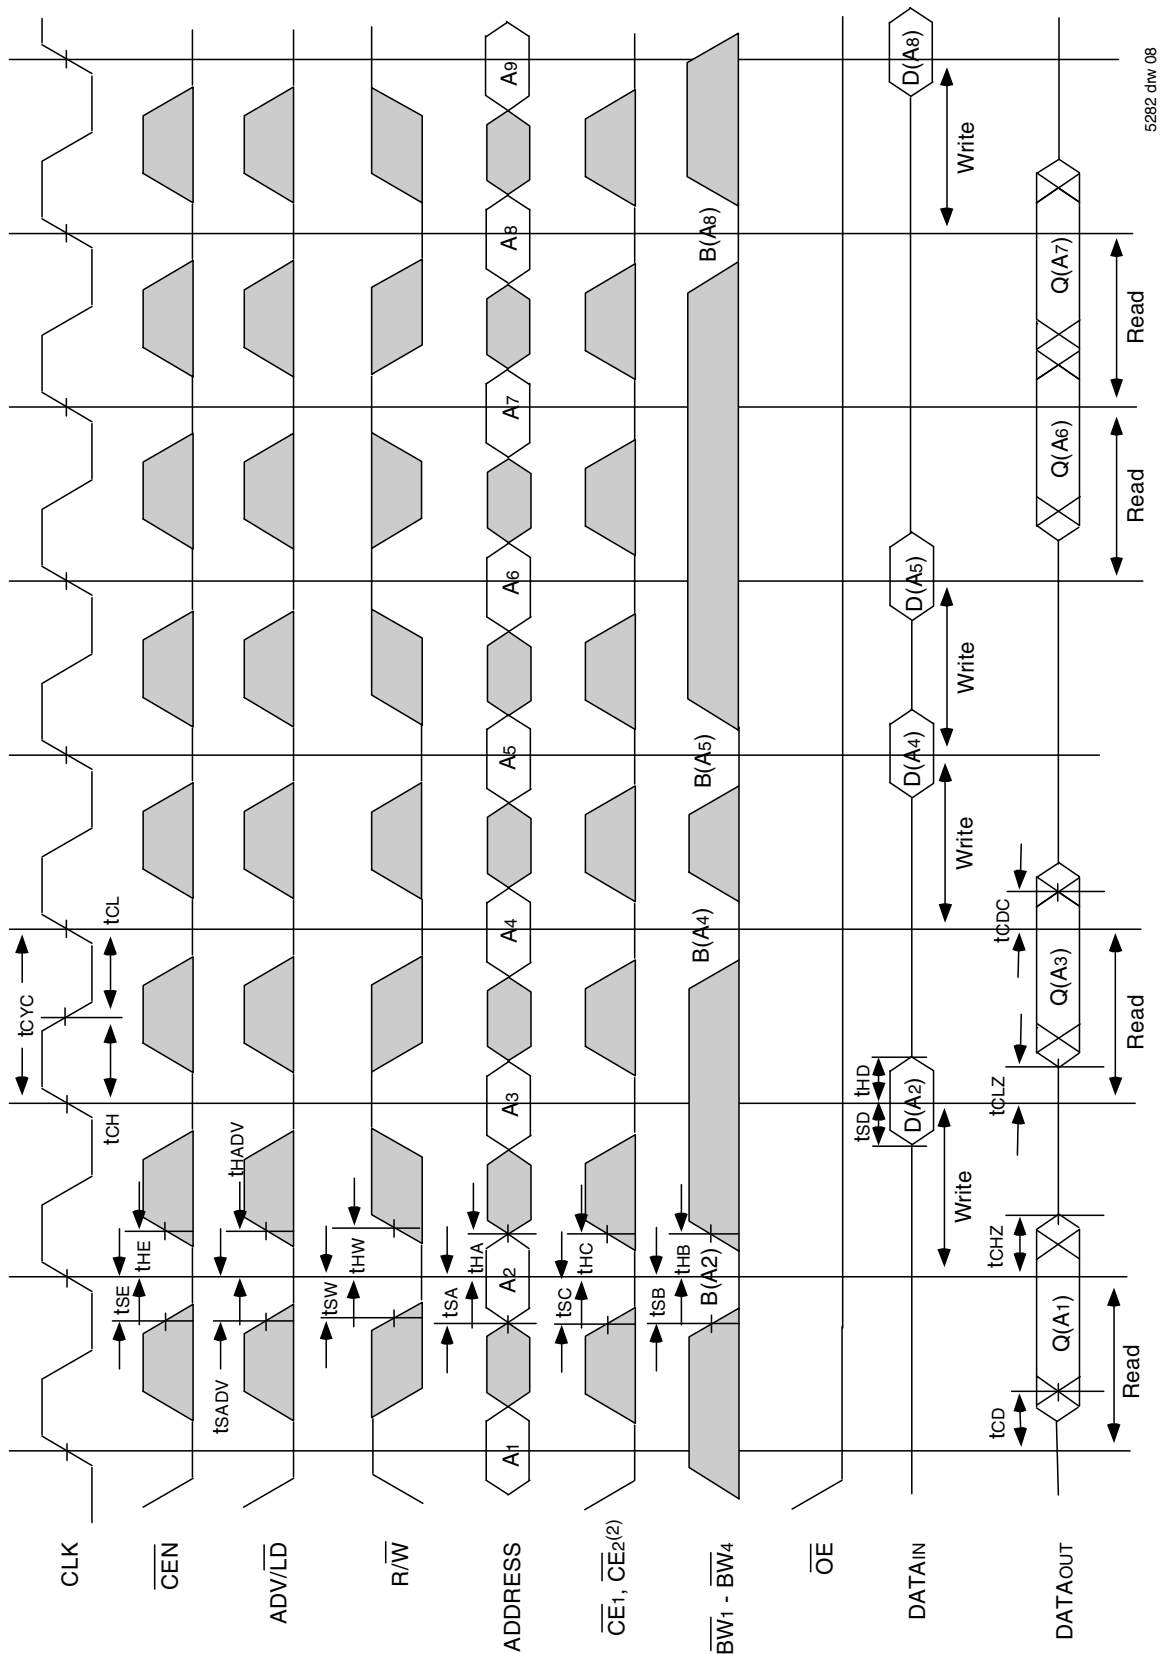 CLK
CEN
ADV/LD
R/W
ADDRESS
CE1, CE2(2)
BW1 - BW4
OE
DATAIN
DATAOUT
tCYC
tCH
tCL
tSE
tHE
tSADV
tHADV
tSW
tHW
tSA
tHA
A1
A2
A3
A4
A5
A6
A7
A8
A9
tSC
tHC
tSB
tHB
B(A2)
B(A4)
B(A5)
B(A8)
tSD
tHD
D(A2)
D(A4)
D(A5)
D(A8)
Write
Write
Write
Write
tCD
tCHZ
tCLZ
tCDC
Q(A1)
Q(A3)
Q(A6)
Q(A7)
Read
Read
Read
Read
5282 drw 08